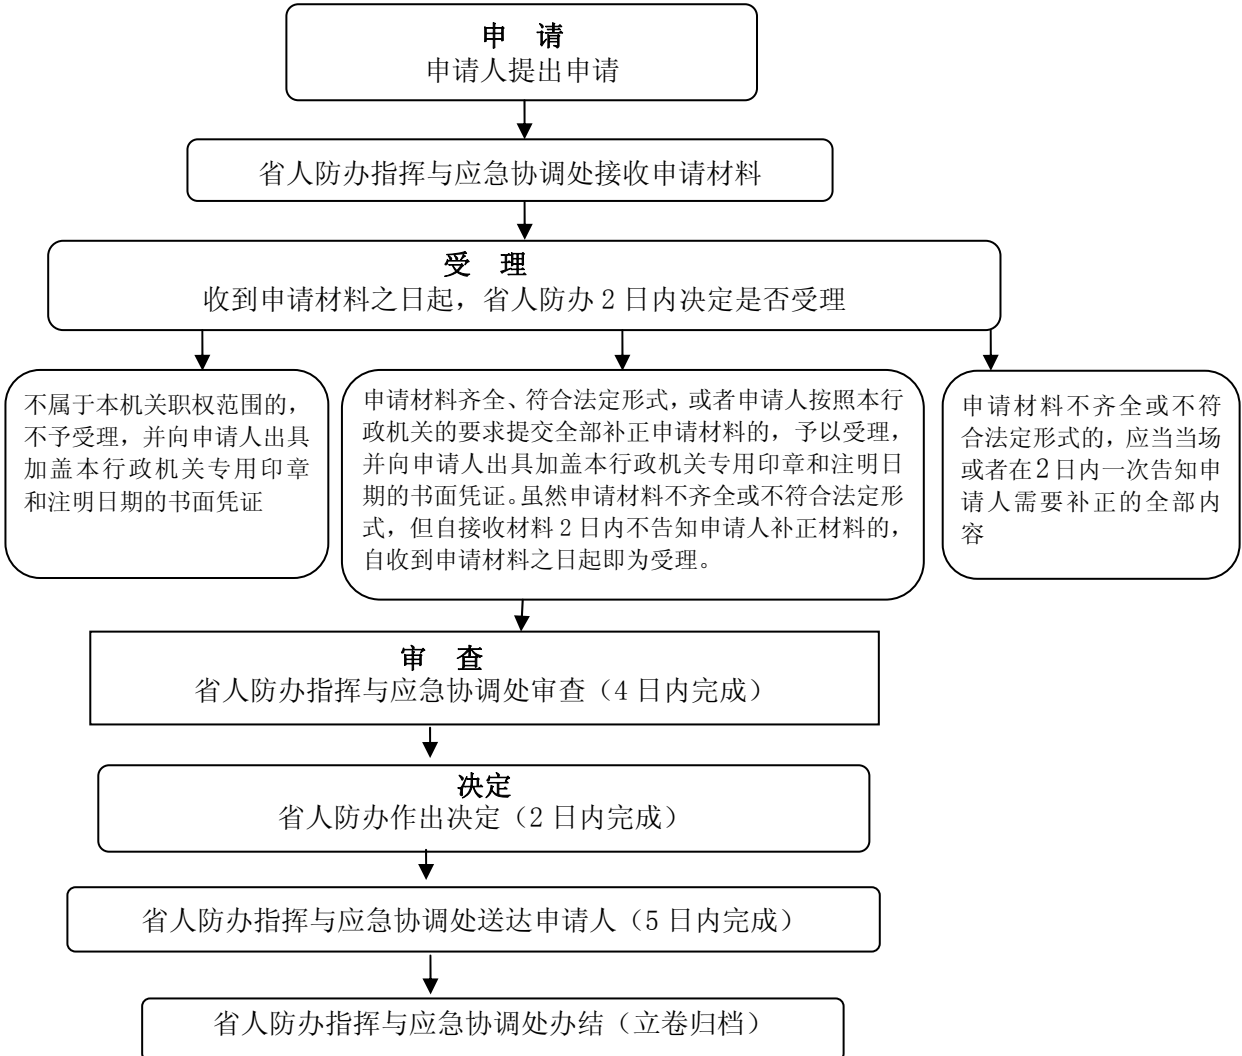 申 请
申请人提出申请
省人防办指挥与应急协调处接收申请材料
受 理
收到申请材料之日起，省人防办 2 日内决定是否受理
不属于本机关职权范围的，
不予受理，并向申请人出具
加盖本行政机关专用印章
和注明日期的书面凭证
申请材料齐全、符合法定形式，或者申请人按照本行
政机关的要求提交全部补正申请材料的，予以受理，
并向申请人出具加盖本行政机关专用印章和注明日
期的书面凭证。虽然申请材料不齐全或不符合法定形
式，但自接收材料 2 日内不告知申请人补正材料的，
自收到申请材料之日起即为受理。
申请材料不齐全或不符
合法定形式的，应当当场
或者在2日内一次告知申
请人需要补正的全部内
容
审 查
省人防办指挥与应急协调处审查（4 日内完成）
决定
省人防办作出决定（2 日内完成）
省人防办指挥与应急协调处送达申请人（5 日内完成）
省人防办指挥与应急协调处办结（立卷归档）